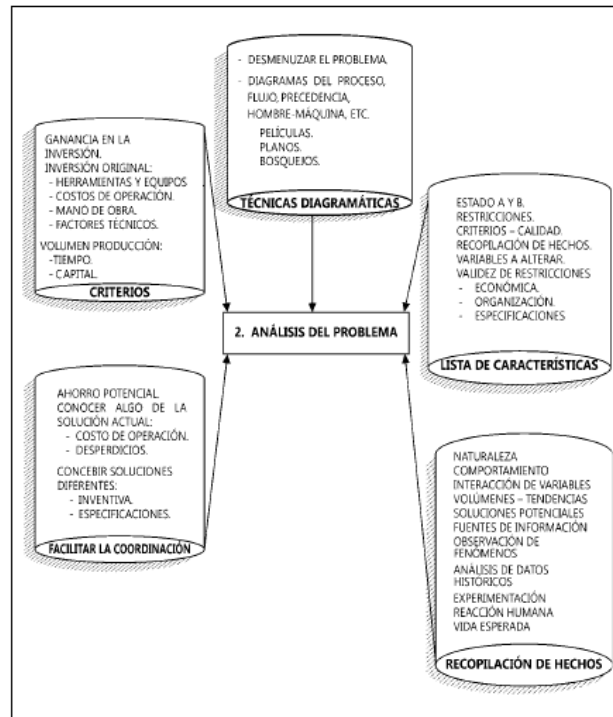 - DESMENUZAR EL PROBLEMA.
- DIAGRAMAS DEL PROCESO,
FLUJO, PRECEDENCIA,
HOMBRE-MÁQUINA, ETC.
PELÍCULAS.
PLANOS.
BOSQUEJOS.
TÉCNICAS DIAGRAMÁTICAS
GANANCIA EN LA
INVERSIÓN.
INVERSIÓN ORIGINAL:
- HERRAMIENTAS Y EQUIPOS
- COSTOS DE OPERACIÓN.
- MANO DE OBRA.
- FACTORES TÉCNICOS.
VOLUMEN PRODUCCIÓN:
-TIEMPO.
- CAPITAL.
CRITERIOS
ESTADO A Y B.
RESTRICCIONES.
CRITERIOS – CALIDAD.
RECOPILACIÓN DE HECHOS.
VARIABLES A ALTERAR.
VALIDEZ DE RESTRICCIONES
- ECONÓMICA.
- ORGANIZACIÓN.
- ESPECIFICACIONES
LISTA DE CARACTERÍSTICAS
2. ANÁLISIS DEL PROBLEMA
AHORRO POTENCIAL.
CONOCER ALGO DE LA
SOLUCIÓN ACTUAL:
- COSTO DE OPERACIÓN.
- DESPERDICIOS.
CONCEBIR SOLUCIONES
DIFERENTES:
- INVENTIVA.
- ESPECIFICACIONES.
FACILITAR LA COORDINACIÓN
NATURALEZA
COMPORTAMIENTO
INTERACCIÓN DE VARIABLES
VOLÚMENES – TENDENCIAS
SOLUCIONES POTENCIALES
FUENTES DE INFORMACIÓN
OBSERVACIÓN DE
FENÓMENOS
ANÁLISIS DE DATOS
HISTÓRICOS
EXPERIMENTACIÓN
REACCIÓN HUMANA
VIDA ESPERADA
RECOPILACIÓN DE HECHOS